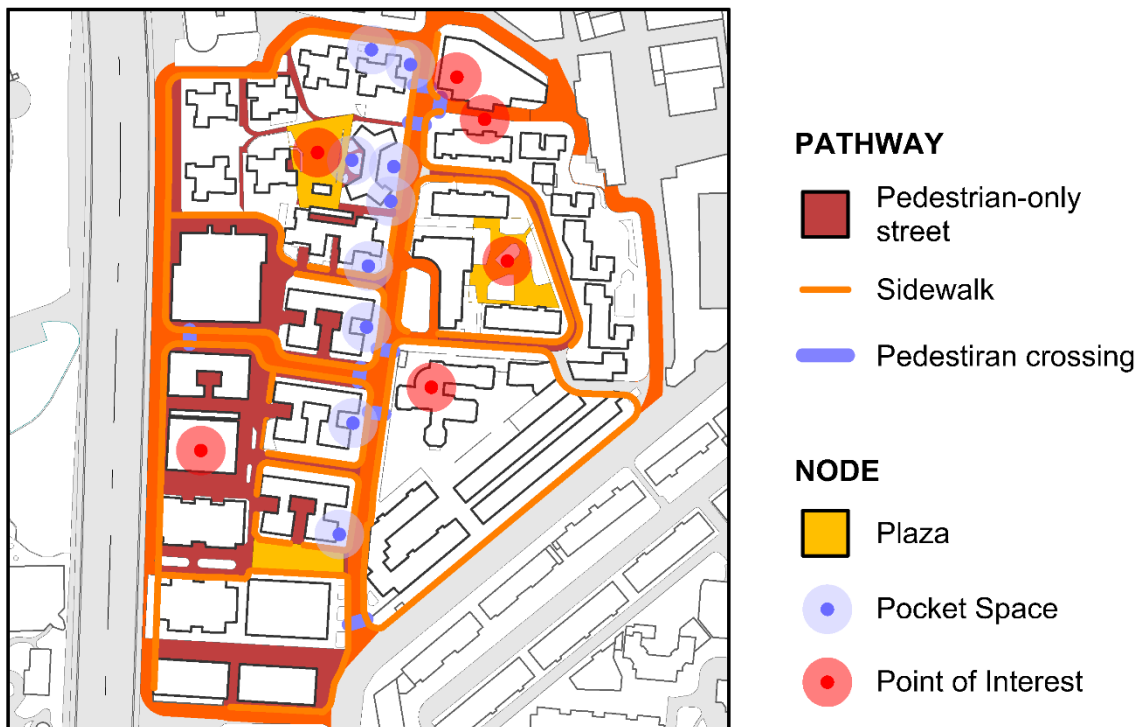 PATHWAY
Pedestrian-only
street
Sidewalk
Pedestiran crossing
NODE
Plaza
Pocket Space
Point of Interest